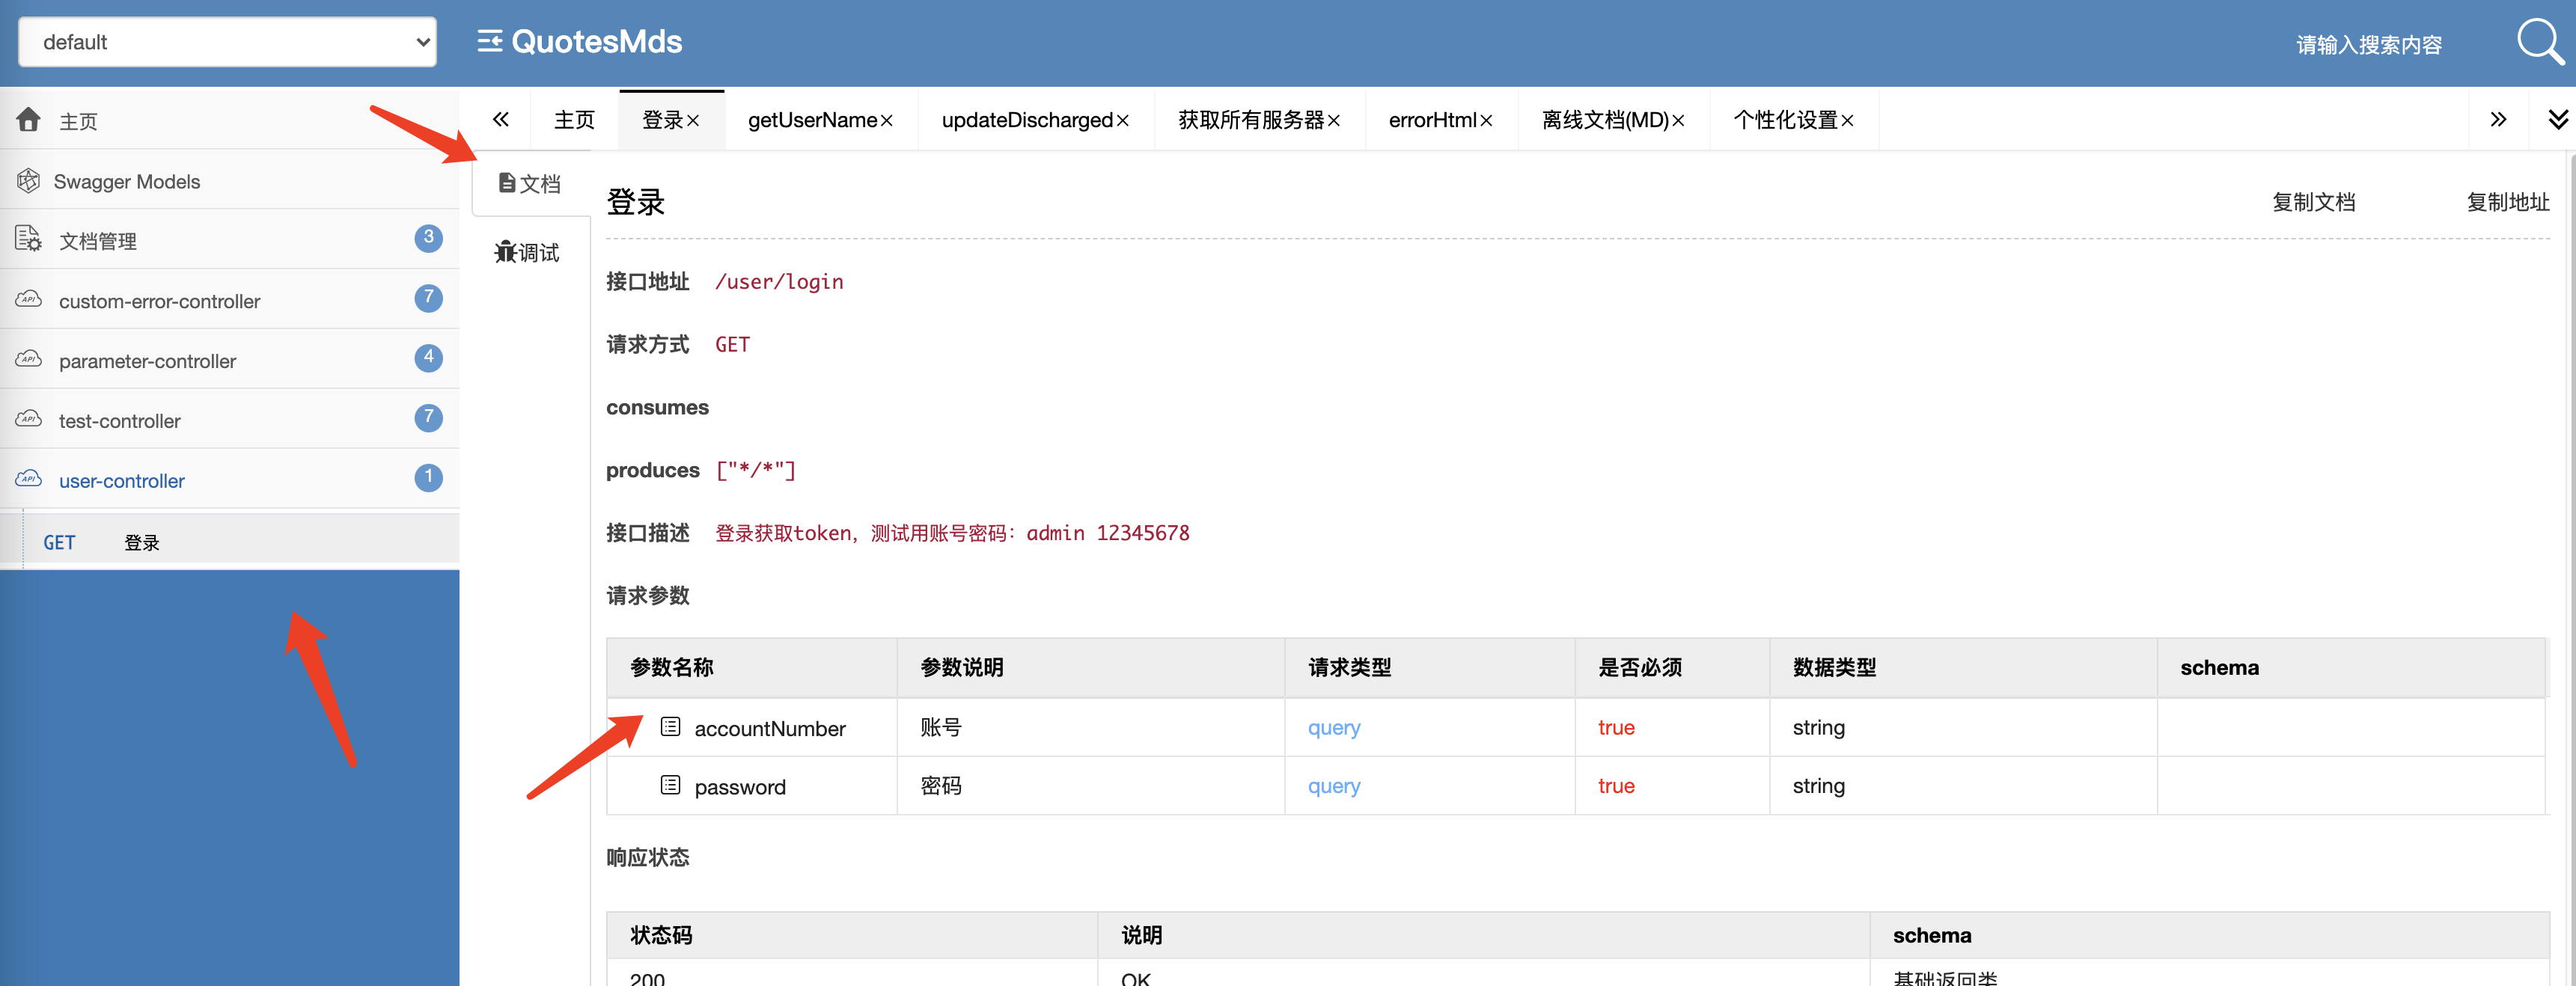 default
QuotesMds
请输入搜索内容
主页
Swagger Models
文档管理
3
custom-error-controller
7
parameter-controller
4
test-controller
7
user-controller
1
GET 登录
主页
登录×
getUserName×
updateDischarged×
获取所有服务器×
errorHtml×
离线文档(MD)×
个性化设置×
文档
调试
登录
复制文档
复制地址
接口地址 /user/login
请求方式 GET
consumes
produces ["*/*"]
接口描述 登录获取token，测试用账号密码：admin 12345678
请求参数
参数名称 参数说明 请求类型 是否必须 数据类型 schema
accountNumber 账号 query true string
password 密码 query true string
响应状态
状态码 说明 schema
200 OK 基础返回类